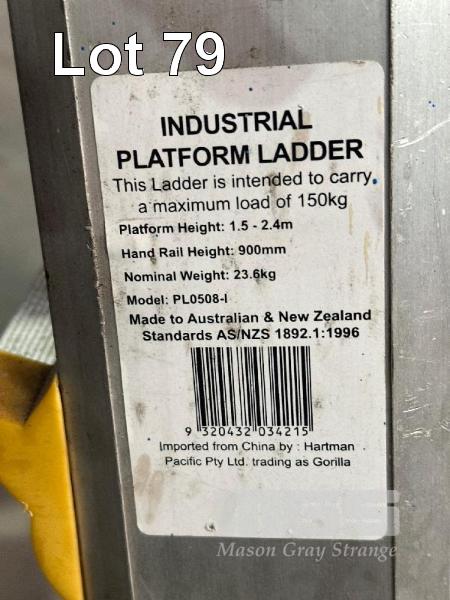 Lot 79
INDUSTRIAL
PLATFORM LADDER
This Ladder is intended to carry
a maximum load of 150kg
Platform Height: 1.5 - 2.4m
Hand Rail Height: 900mm
Nominal Weight: 23.6kg
Model: PL0508-I
Made to Australian & New Zealand
Standards AS/NZS 1892.1:1996
9 320432 034215
Imported from China by : Hartman
Pacific Pty Ltd. trading as Gorilla
Mason Gray Strange